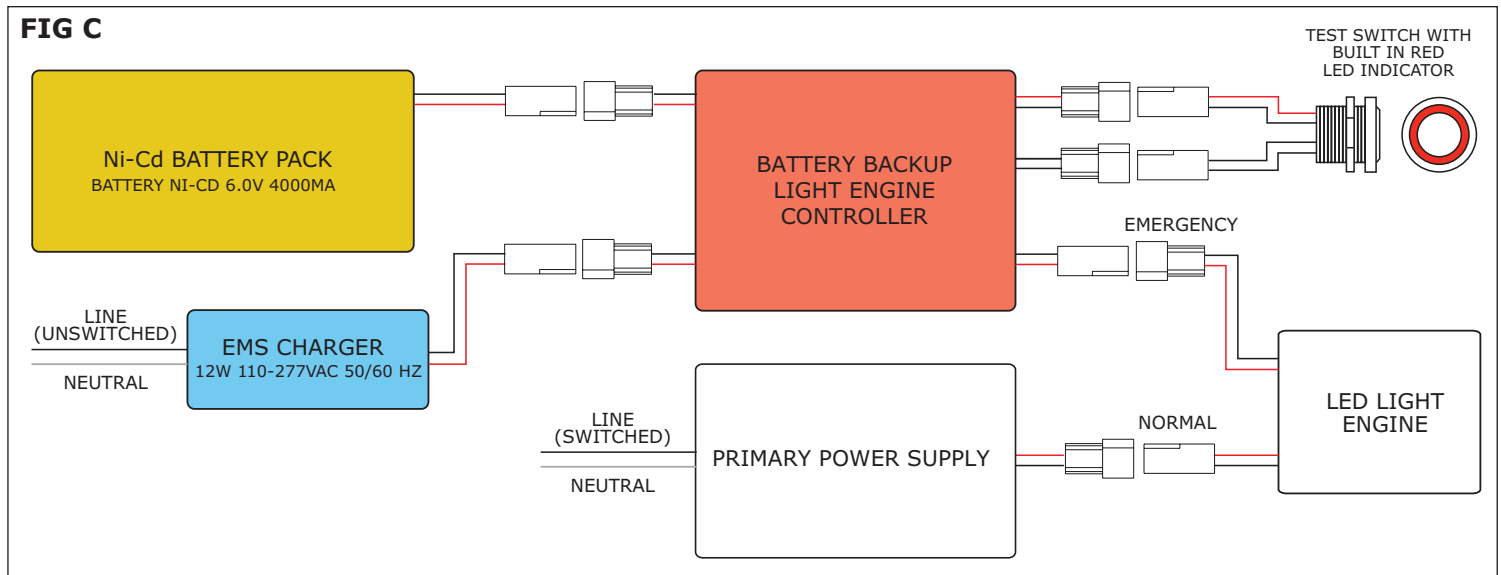 FIG C
TEST SWITCH WITH
BUILT IN RED
LED INDICATOR
Ni-Cd BATTERY PACK
BATTERY NI-CD 6.0V 4000MA
BATTERY BACKUP
LIGHT ENGINE
CONTROLLER
EMERGENCY
LINE
(UNSWITCHED)
NEUTRAL
EMS CHARGER
12W 110-277VAC 50/60 HZ
LINE
(SWITCHED)
NEUTRAL
PRIMARY POWER SUPPLY
NORMAL
LED LIGHT
ENGINE